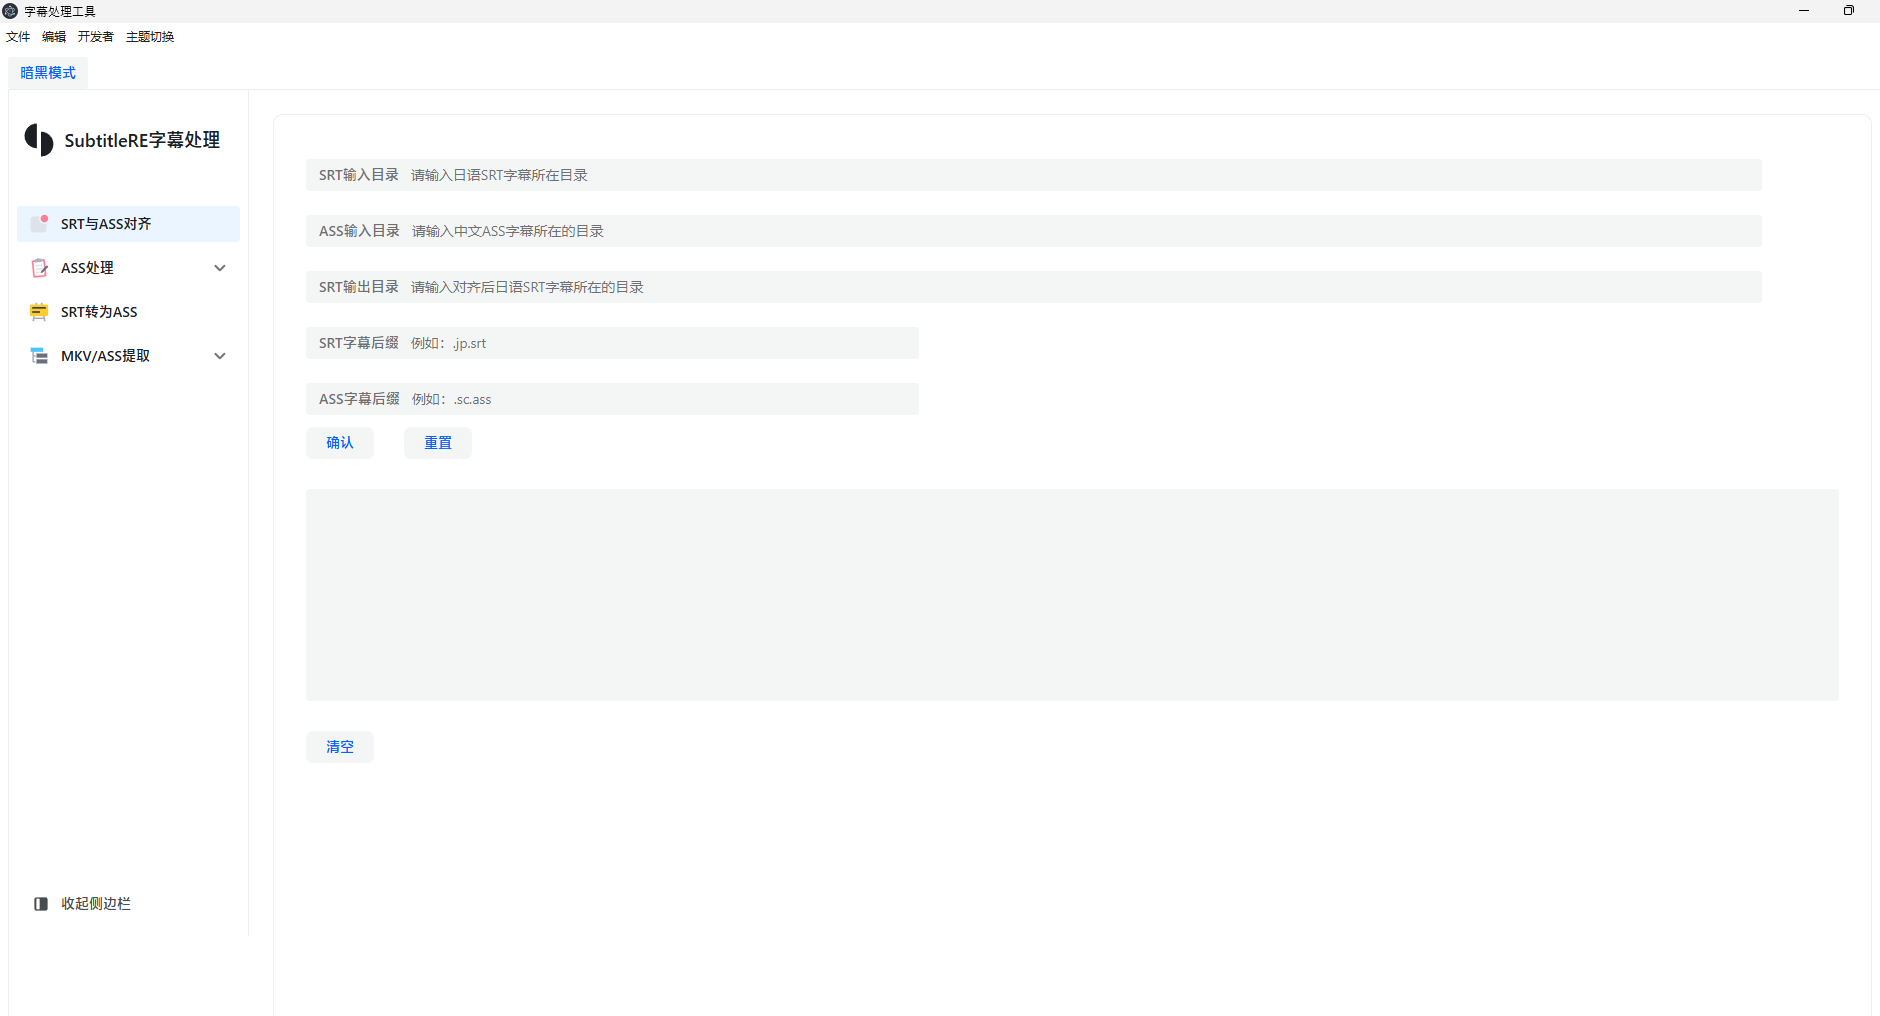 字幕处理工具
文件 编辑 开发者 主题切换
暗黑模式
SubtitleRE字幕处理
SRT与ASS对齐
ASS处理
SRT转为ASS
MKV/ASS提取
收起侧边栏
SRT输入目录 请输入日语SRT字幕所在目录
ASS输入目录 请输入中文ASS字幕所在的目录
SRT输出目录 请输入对齐后日语SRT字幕所在的目录
SRT字幕后缀 例如：.jp.srt
ASS字幕后缀 例如：.sc.ass
确认 重置
清空